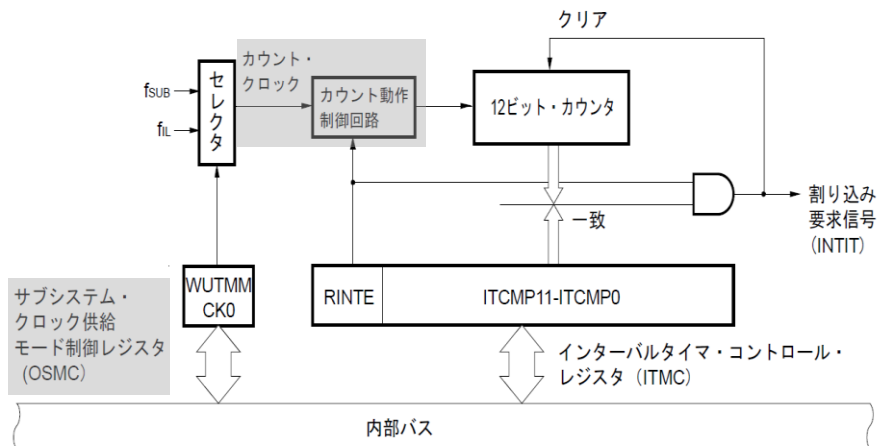 クリア
カウント・
クロック
セレクタ
fSUB
fIL
カウント動作
制御回路
12ビット・カウンタ
一致
割り込み
要求信号
(INTIT)
サブシステム・
クロック供給
モード制御レジスタ
(OSMC)
WUTMM
CK0
RINTE
ITCMP11-ITCMP0
インターバルタイマ・コントロール・
レジスタ(ITMC)
内部バス